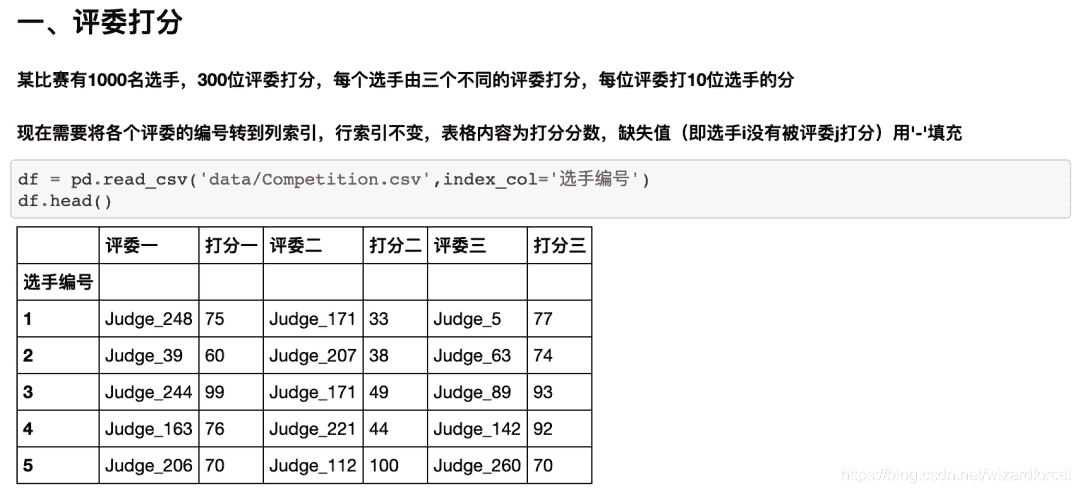 一、评委打分
某比赛有1000名选手，300位评委打分，每个选手由三个不同的评委打分，每位评委打10位选手的分
现在需要将各个评委的编号转到列索引，行索引不变，表格内容为打分分数，缺失值（即选手i没有被评委j打分）用'-'填充
df = pd.read_csv('data/Competition.csv',index_col='选手编号')
df.head()
评委一 打分一 评委二 打分二 评委三 打分三
选手编号
1 Judge_248 75 Judge_171 33 Judge_5 77
2 Judge_39 60 Judge_207 38 Judge_63 74
3 Judge_244 99 Judge_171 49 Judge_89 93
4 Judge_163 76 Judge_221 44 Judge_142 92
5 Judge_206 70 Judge_112 100 Judge_260 70
https://blog.csdn.net/wizardforcel